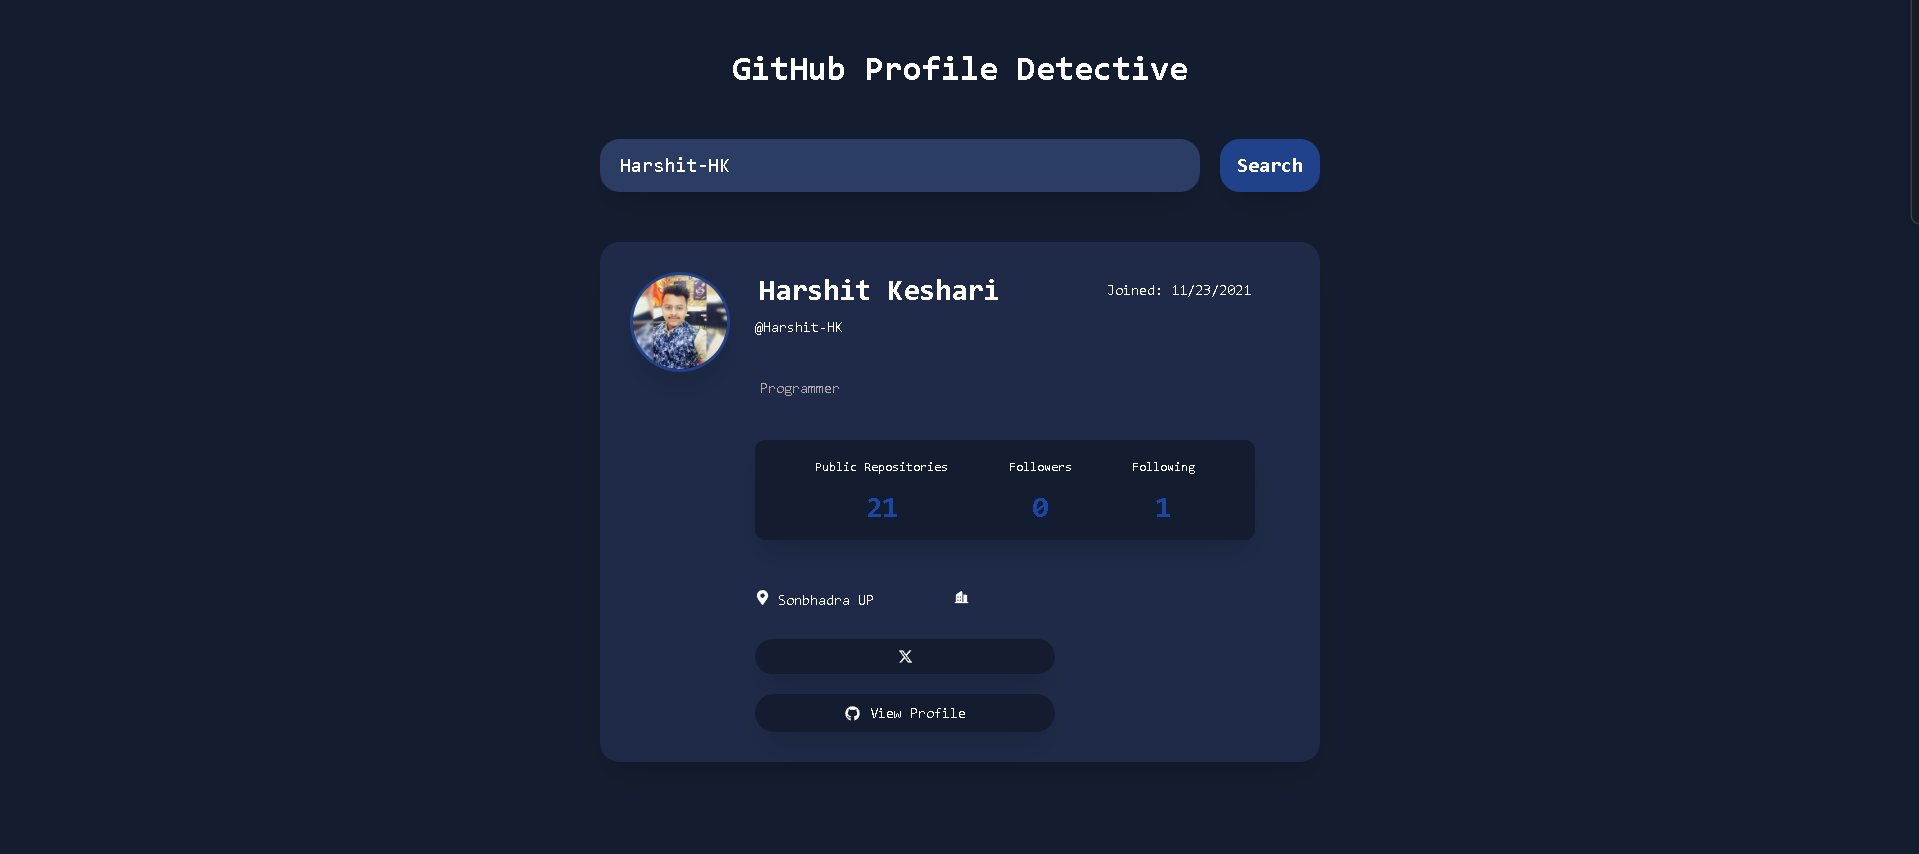 GitHub Profile Detective
Harshit-HK
Search
Harshit Keshari
Joined: 11/23/2021
@Harshit-HK
Programmer
Public Repositories Followers Following
21 0 1
Sonbhadra UP
View Profile